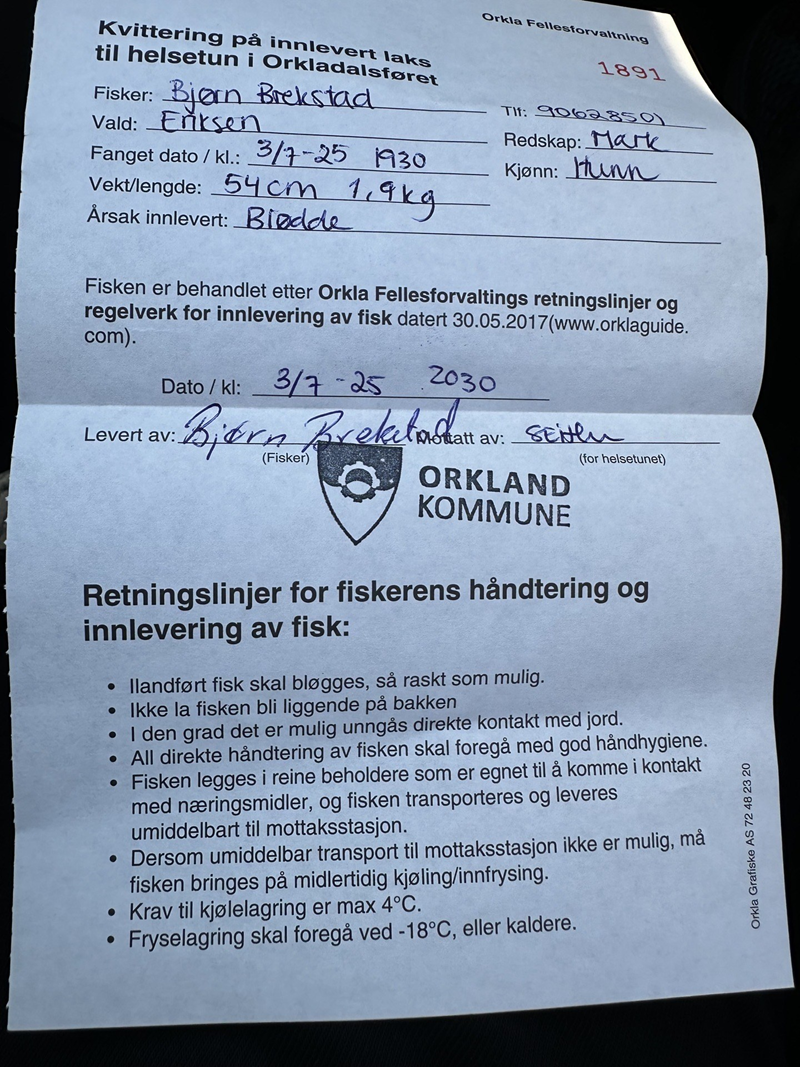 Orkla Fellesforvaltning
Kvittering på innlevert laks
til helsetun i Orkladalsføret
1891
Fisker: Bjørn Brekstad
Tlf: 90628501
Vald: Eriksen
Redskap: Mark
Fanget dato / kl.: 3/7-25 1930
Kjønn: Hunn
Vekt/lengde: 54cm 1,9kg
Årsak innlevert: Blødde
Fisken er behandlet etter Orkla Fellesforvaltings retningslinjer og
regelverk for innlevering av fisk datert 30.05.2017(www.orklaguide.
com).
Dato / kl: 3/7-25 2030
Levert av: Bjørn Brekstad Mottatt av:
(Fisker) (for helsetunet)
ORKLAND
KOMMUNE
Retningslinjer for fiskerens håndtering og
innlevering av fisk:
• Ilandført fisk skal bløgges, så raskt som mulig.
• Ikke la fisken bli liggende på bakken
• I den grad det er mulig unngås direkte kontakt med jord.
• All direkte håndtering av fisken skal foregå med god håndhygiene.
• Fisken legges i reine beholdere som er egnet til å komme i kontakt
med næringsmidler, og fisken transporteres og leveres
umiddelbart til mottaksstasjon.
• Dersom umiddelbar transport til mottaksstasjon ikke er mulig, må
fisken bringes på midlertidig kjøling/innfrysing.
• Krav til kjølelagring er max 4°C.
• Fryselagring skal foregå ved -18°C, eller kaldere.
Orkla Grafiske AS 72 48 23 20